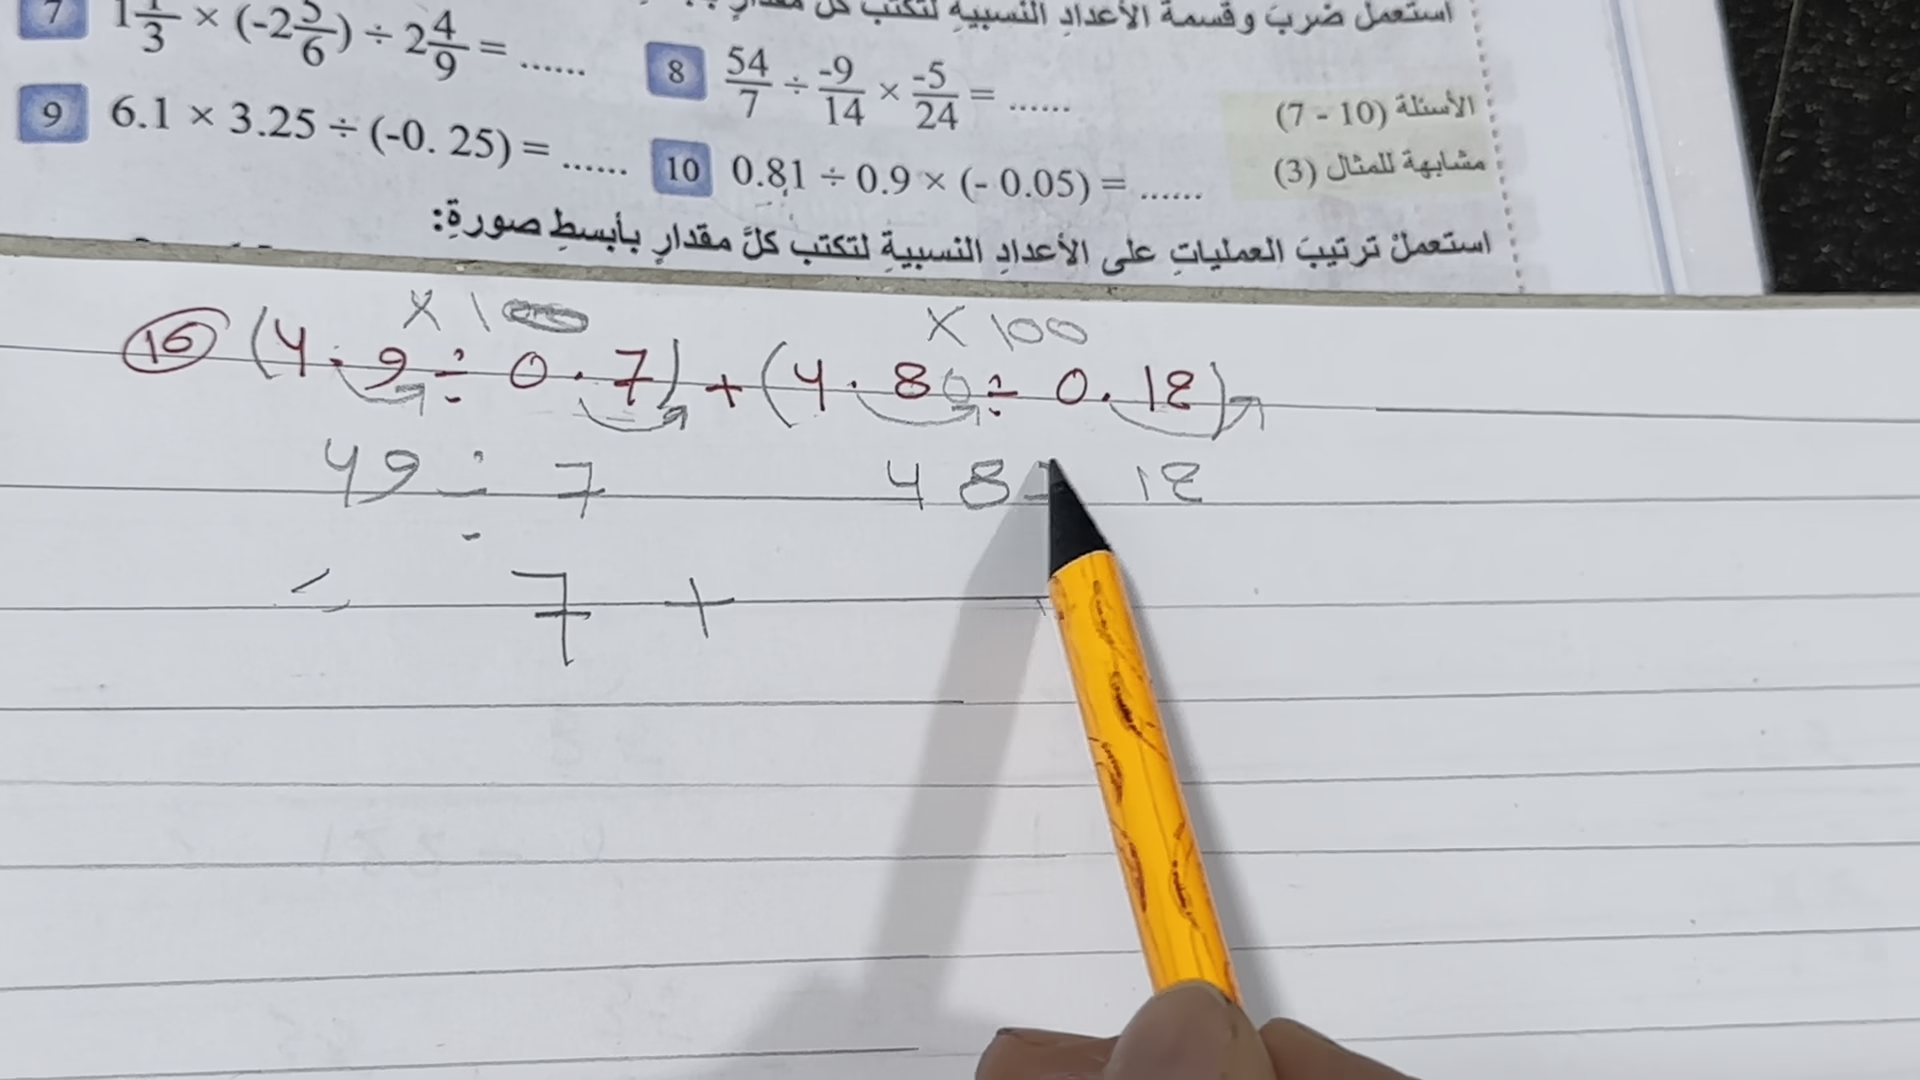 استعمل ضربَ وقسمة الأعدادِ النسبيةِ لتكتب كلَّ مقدارٍ
7 1 1/3 × (-2 5/6) ÷ 2 4/9 = ......
8 54/7 ÷ -9/14 × -5/24 = ......
الأسئلة (7 - 10)
9 6.1 × 3.25 ÷ (-0. 25) = ......
10 0.81 ÷ 0.9 × (- 0.05) = ......
مشابهة للمثال (3)
استعملْ ترتيبَ العملياتِ على الأعدادِ النسبيةِ لتكتب كلَّ مقدارٍ بأبسطِ صورةِ:
× 1 × 100
16 (4.9 ÷ 0.7) + (4.80 ÷ 0.12)
49 ÷ 7 48 12
= 7 +